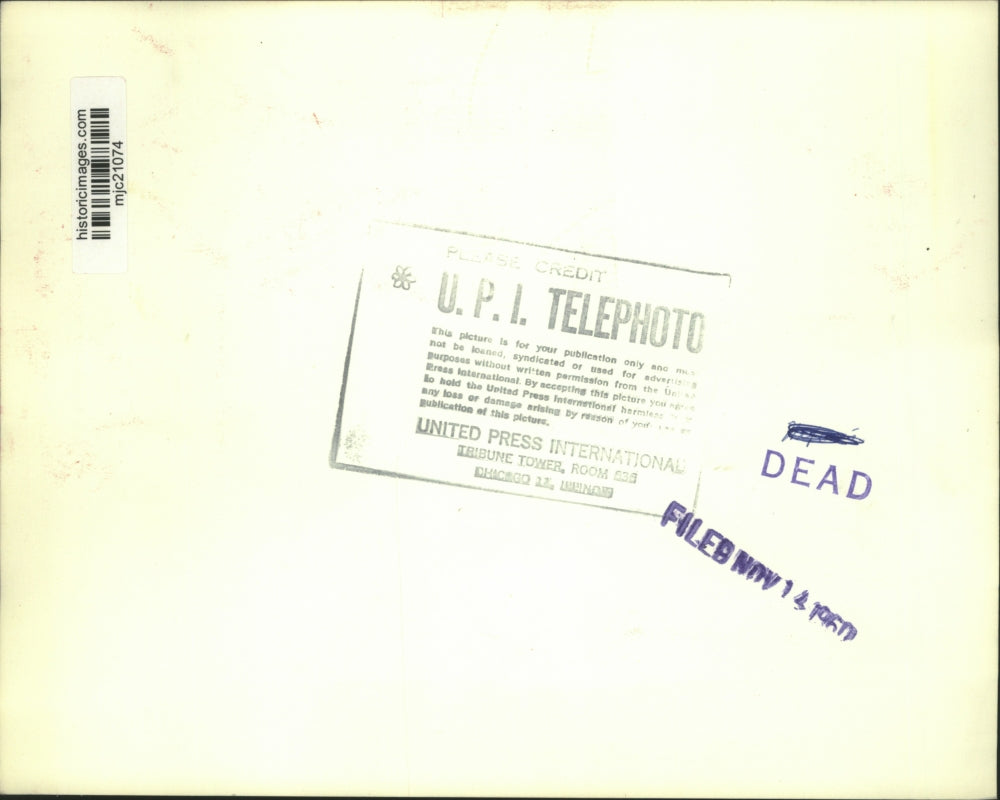 historicimages.com
mjc21074
PLEASE CREDIT
U. P. I. TELEPHOTO
This picture is for your publication only and
not be loaned, syndicated or used for advertising
purposes without written permission from the United
Press International. By accepting this picture you agree
to hold the United Press International harmless
any loss or damage arising by reason of your
publication of this picture.
UNITED PRESS INTERNATIONAL
TRIBUNE TOWER, ROOM 635
CHICAGO 11, ILLINOIS
DEAD
FILED NOV 14 1960